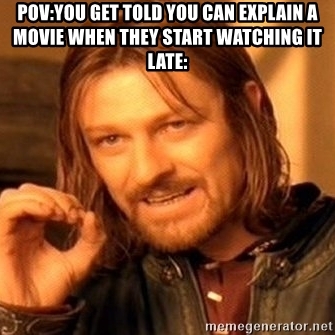 POV:YOU GET TOLD YOU CAN EXPLAIN A
MOVIE WHEN THEY START WATCHING IT
LATE:
memegenerator.net